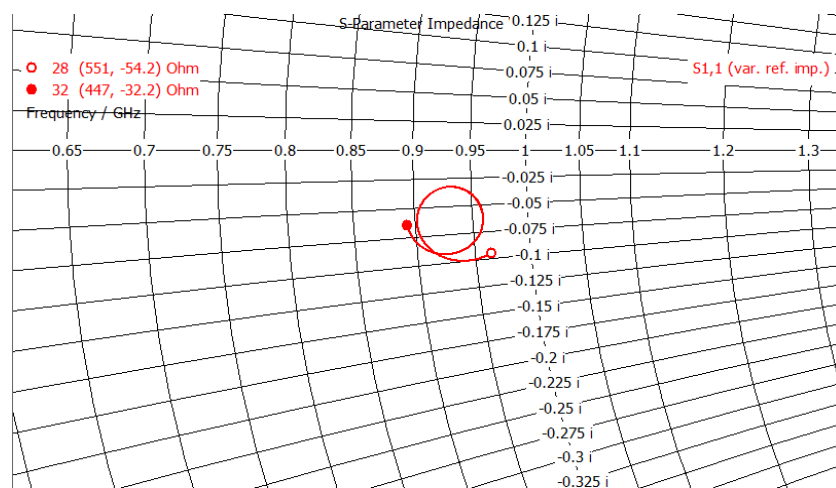 S-Parameter Impedance
28 (551, -54.2) Ohm
32 (447, -32.2) Ohm
Frequency / GHz
S1,1 (var. ref. imp.) .
0.125 i
0.1 i
0.075 i
0.05 i
0.025 i
0.65 0.7 0.75 0.8 0.85 0.9 0.95 1 1.05 1.1 1.2 1.3
-0.025 i
-0.05 i
-0.075 i
-0.1 i
-0.125 i
-0.15 i
-0.175 i
-0.2 i
-0.225 i
-0.25 i
-0.275 i
-0.3 i
-0.325 i